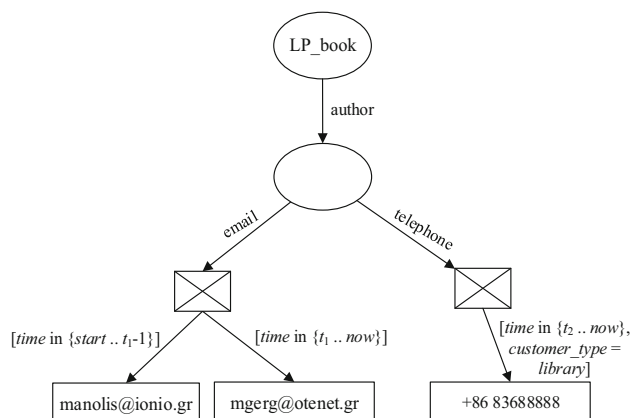 LP_book
author
email
telephone
[time in {start .. t₁-1}]
[time in {t₁ .. now}]
[time in {t₂ .. now},
customer_type =
library]
manolis@ionio.gr
mgerg@otenet.gr
+86 83688888